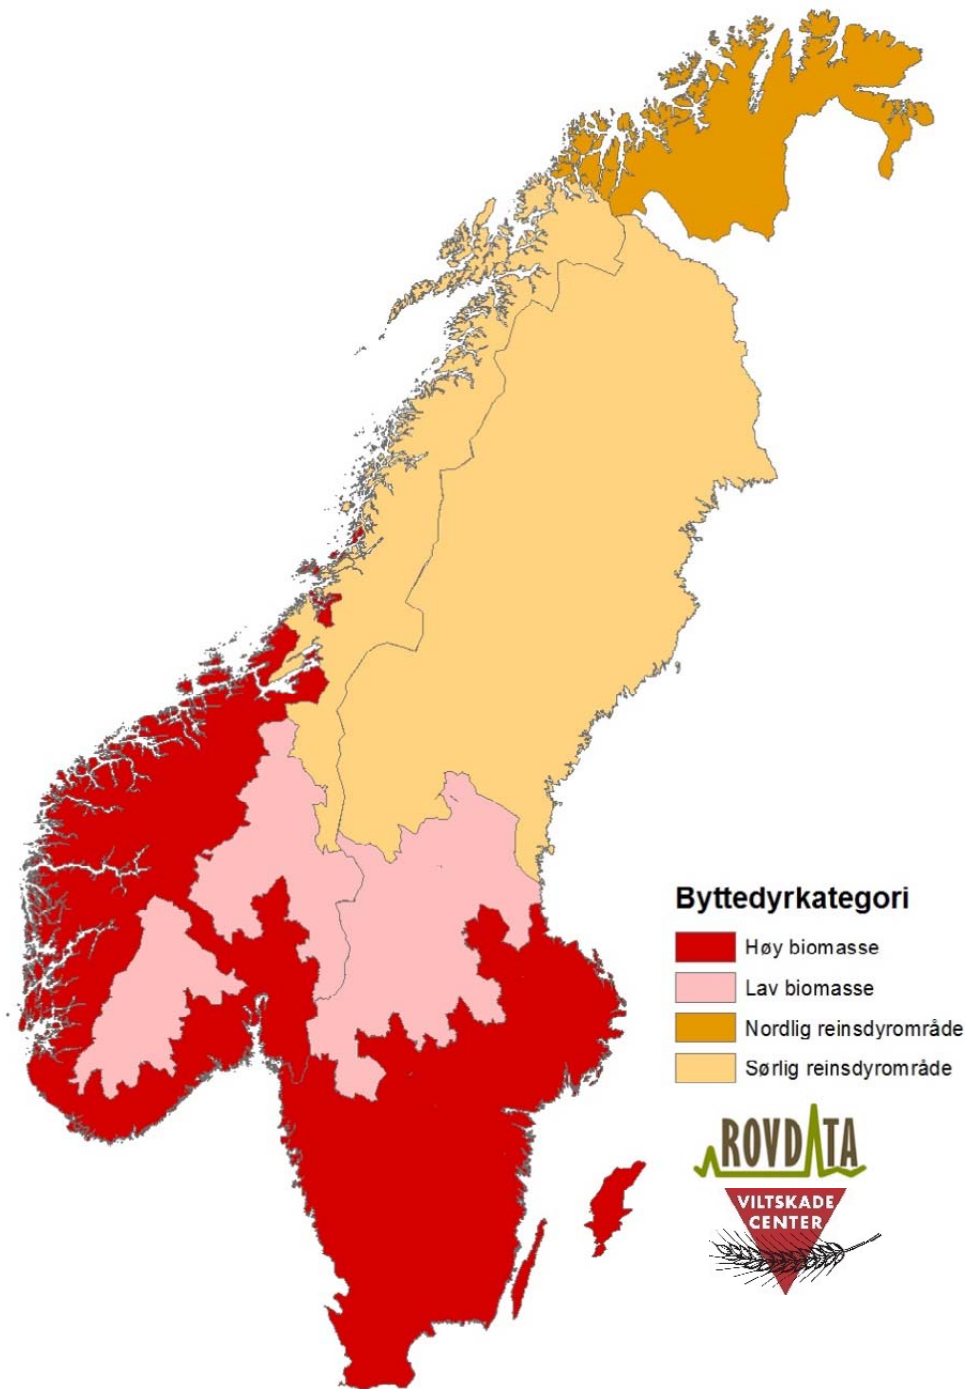 Byttedyrkategori
Høy biomasse
Lav biomasse
Nordlig reinsdyrområde
Sørlig reinsdyrområde
ROVDATA
VILTSKADE
CENTER